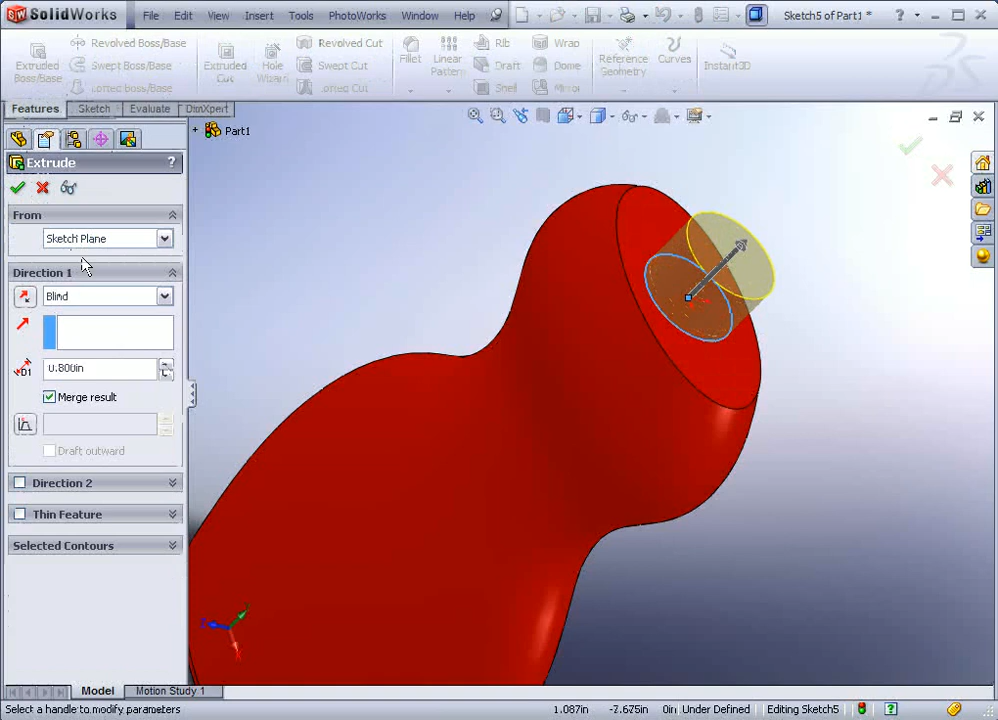 SolidWorks File Edit View Insert Tools PhotoWorks Window Help Sketch5 of Part1 * ?
Extruded Boss/Base
Revolved Boss/Base
Swept Boss/Base
Lofted Boss/Base
Extruded Cut
Hole Wizard
Revolved Cut
Swept Cut
Lofted Cut
Fillet
Linear Pattern
Rib
Draft
Shell
Wrap
Dome
Mirror
Reference Geometry
Curves
Instant3D
Features Sketch Evaluate DimXpert
Part1
Extrude ?
From
Sketch Plane
Direction 1
Blind
D1 0.800in
Merge result
Draft outward
Direction 2
Thin Feature
Selected Contours
Model Motion Study 1
Select a handle to modify parameters 1.087in -7.675in 0in Under Defined Editing Sketch5 ?